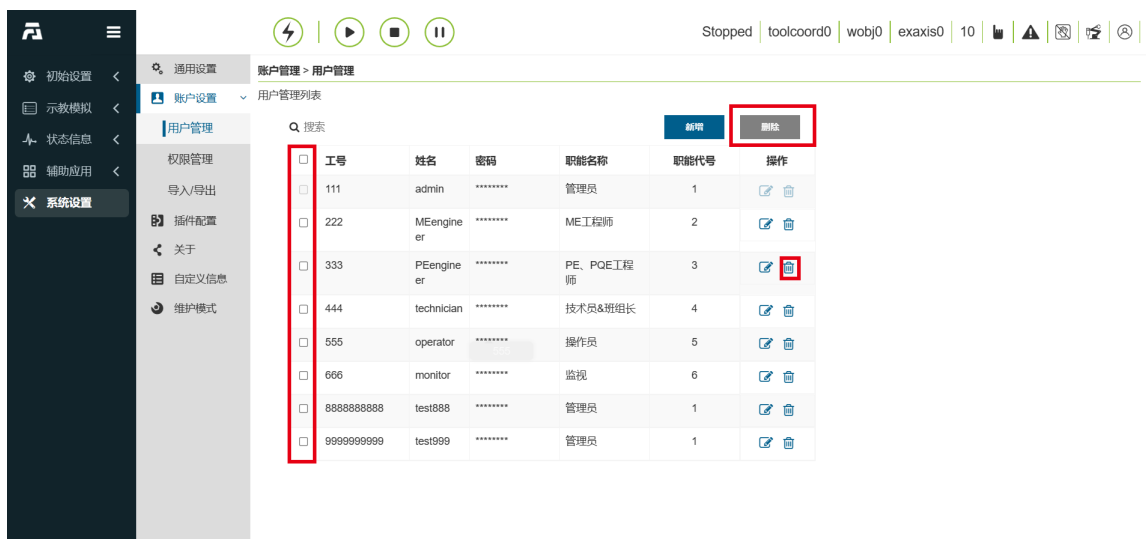 Stopped toolcoord0 wobj0 exaxis0 10
初始设置
示教模拟
状态信息
辅助应用
系统设置
通用设置
账户设置
用户管理
权限管理
导入/导出
插件配置
关于
自定义信息
维护模式
账户管理 > 用户管理
用户管理列表
搜索 新增 删除
工号 姓名 密码 职能名称 职能代号 操作
111 admin ******** 管理员 1
222 MEengine
er ******** ME工程师 2
333 PEengine
er ******** PE、PQE工程
师 3
444 technician ******** 技术员&班组长 4
555 operator ******** 操作员 5
666 monitor ******** 监视 6
8888888888 test888 ******** 管理员 1
9999999999 test999 ******** 管理员 1